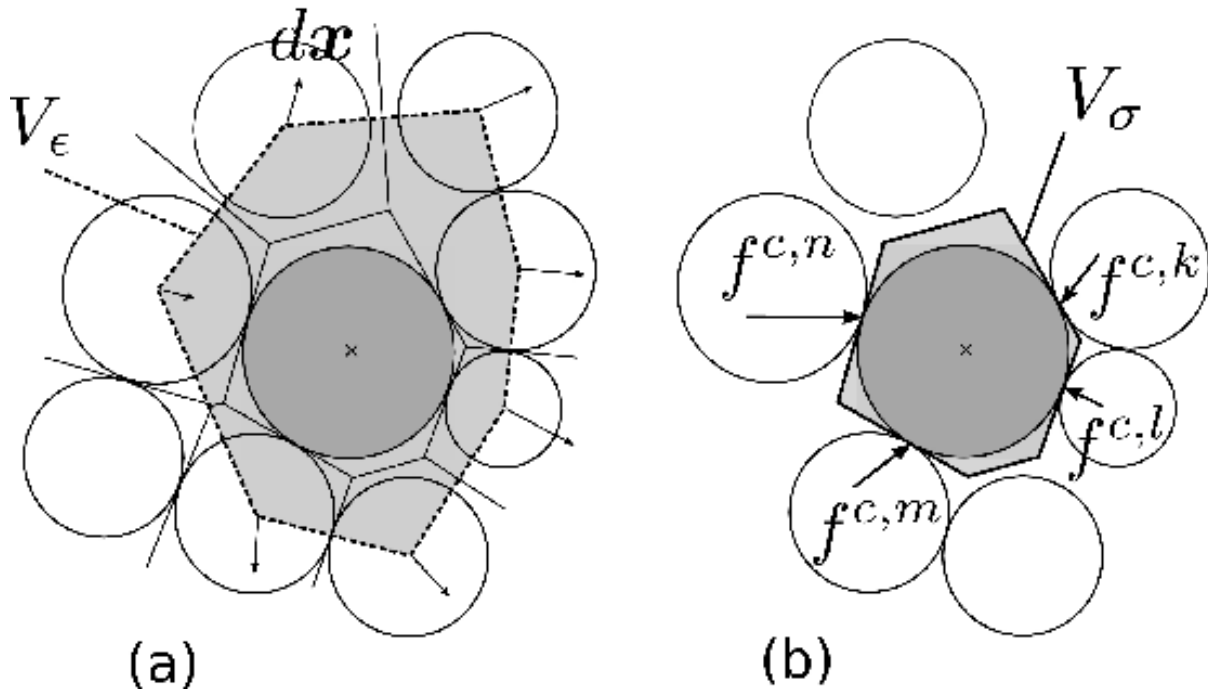 dx
V_ϵ
(a)
V_σ
f^{c,n}
f^{c,k}
f^{c,l}
f^{c,m}
(b)